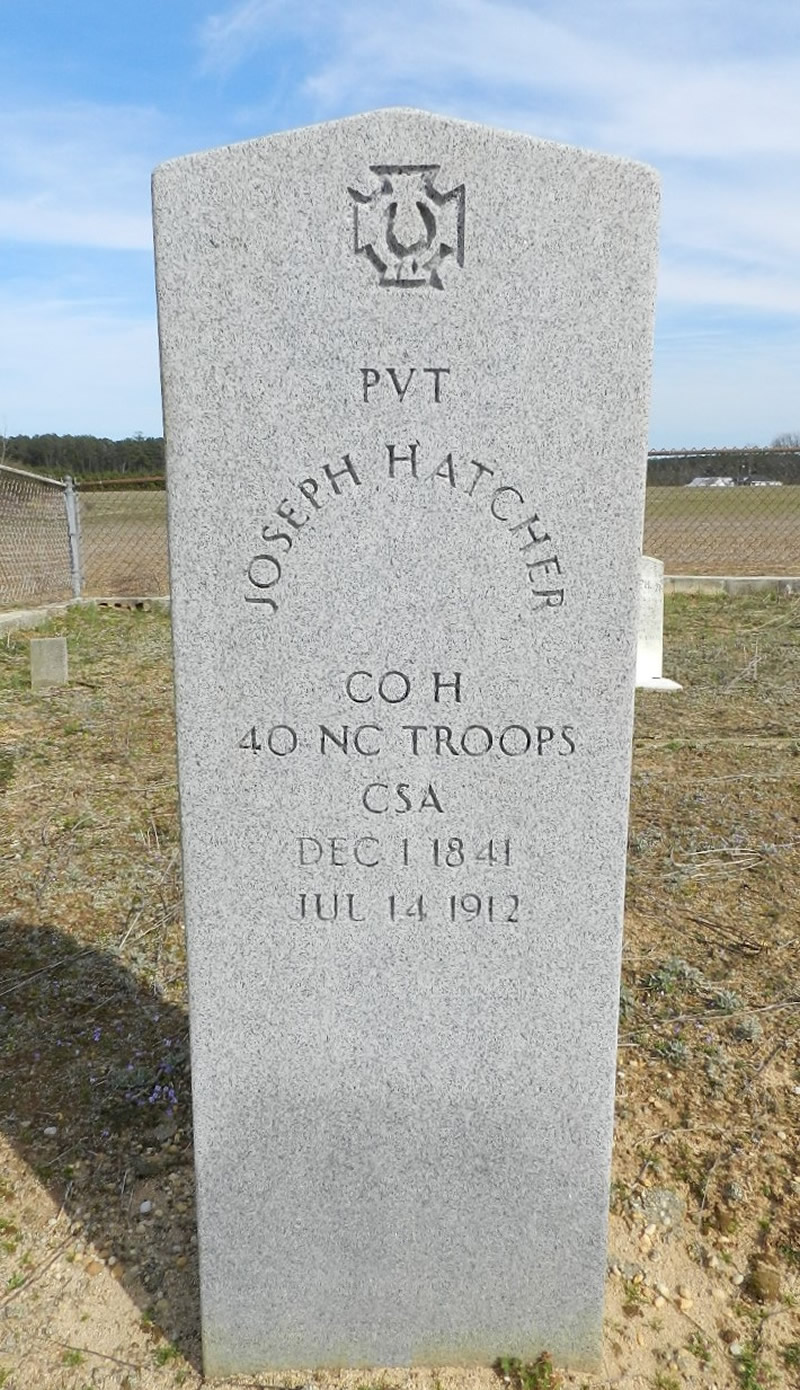 PVT
JOSEPH HATCHER
CO H
40 NC TROOPS
CSA
DEC 1 1841
JUL 14 1912